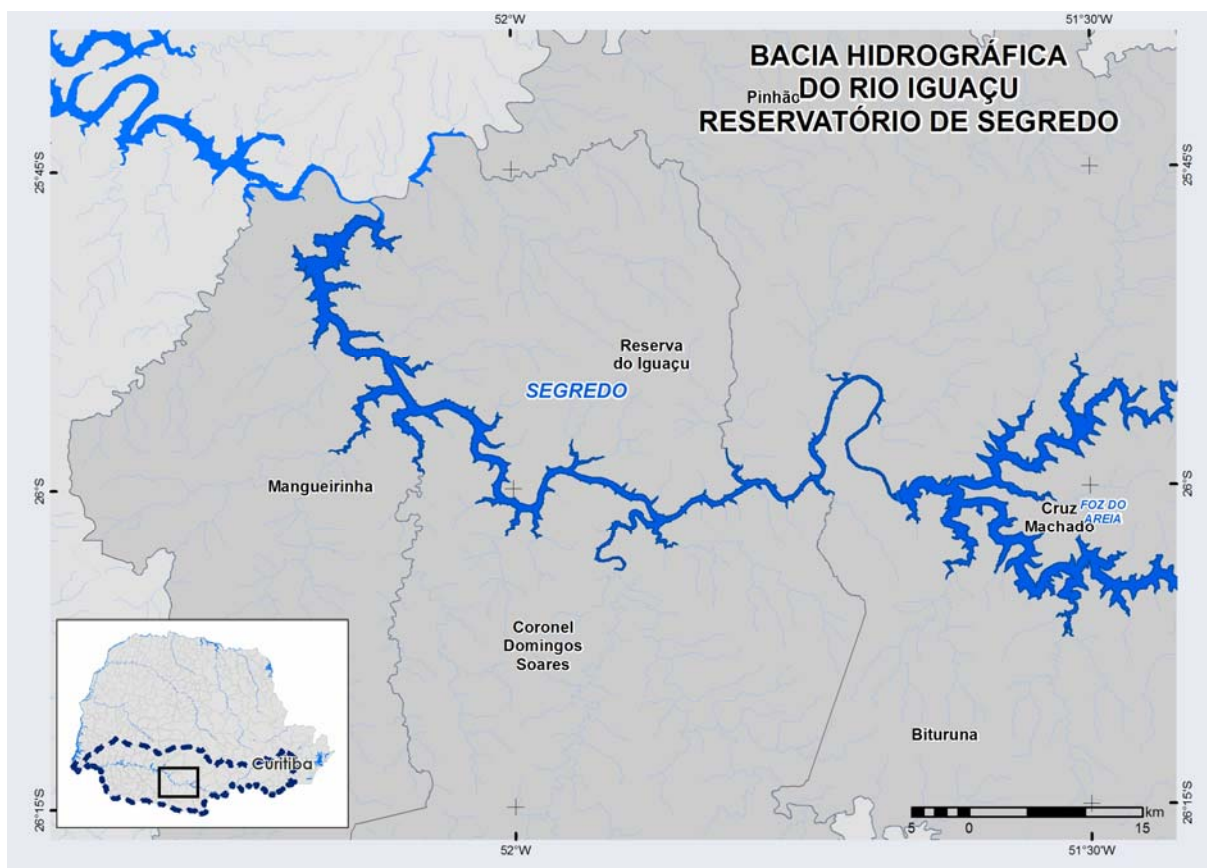 52°W
51°30'W
BACIA HIDROGRÁFICA
DO RIO IGUAÇU
RESERVATÓRIO DE SEGREDO
Pinhão
25°45'S
25°45'S
Reserva
do Iguaçu
SEGREDO
Mangueirinha
26°S
26°S
Cruz
Machado
FOZ DO
AREIA
Coronel
Domingos
Soares
Bituruna
Curitiba
26°15'S
26°15'S
5 0 15 km
52°W
51°30'W